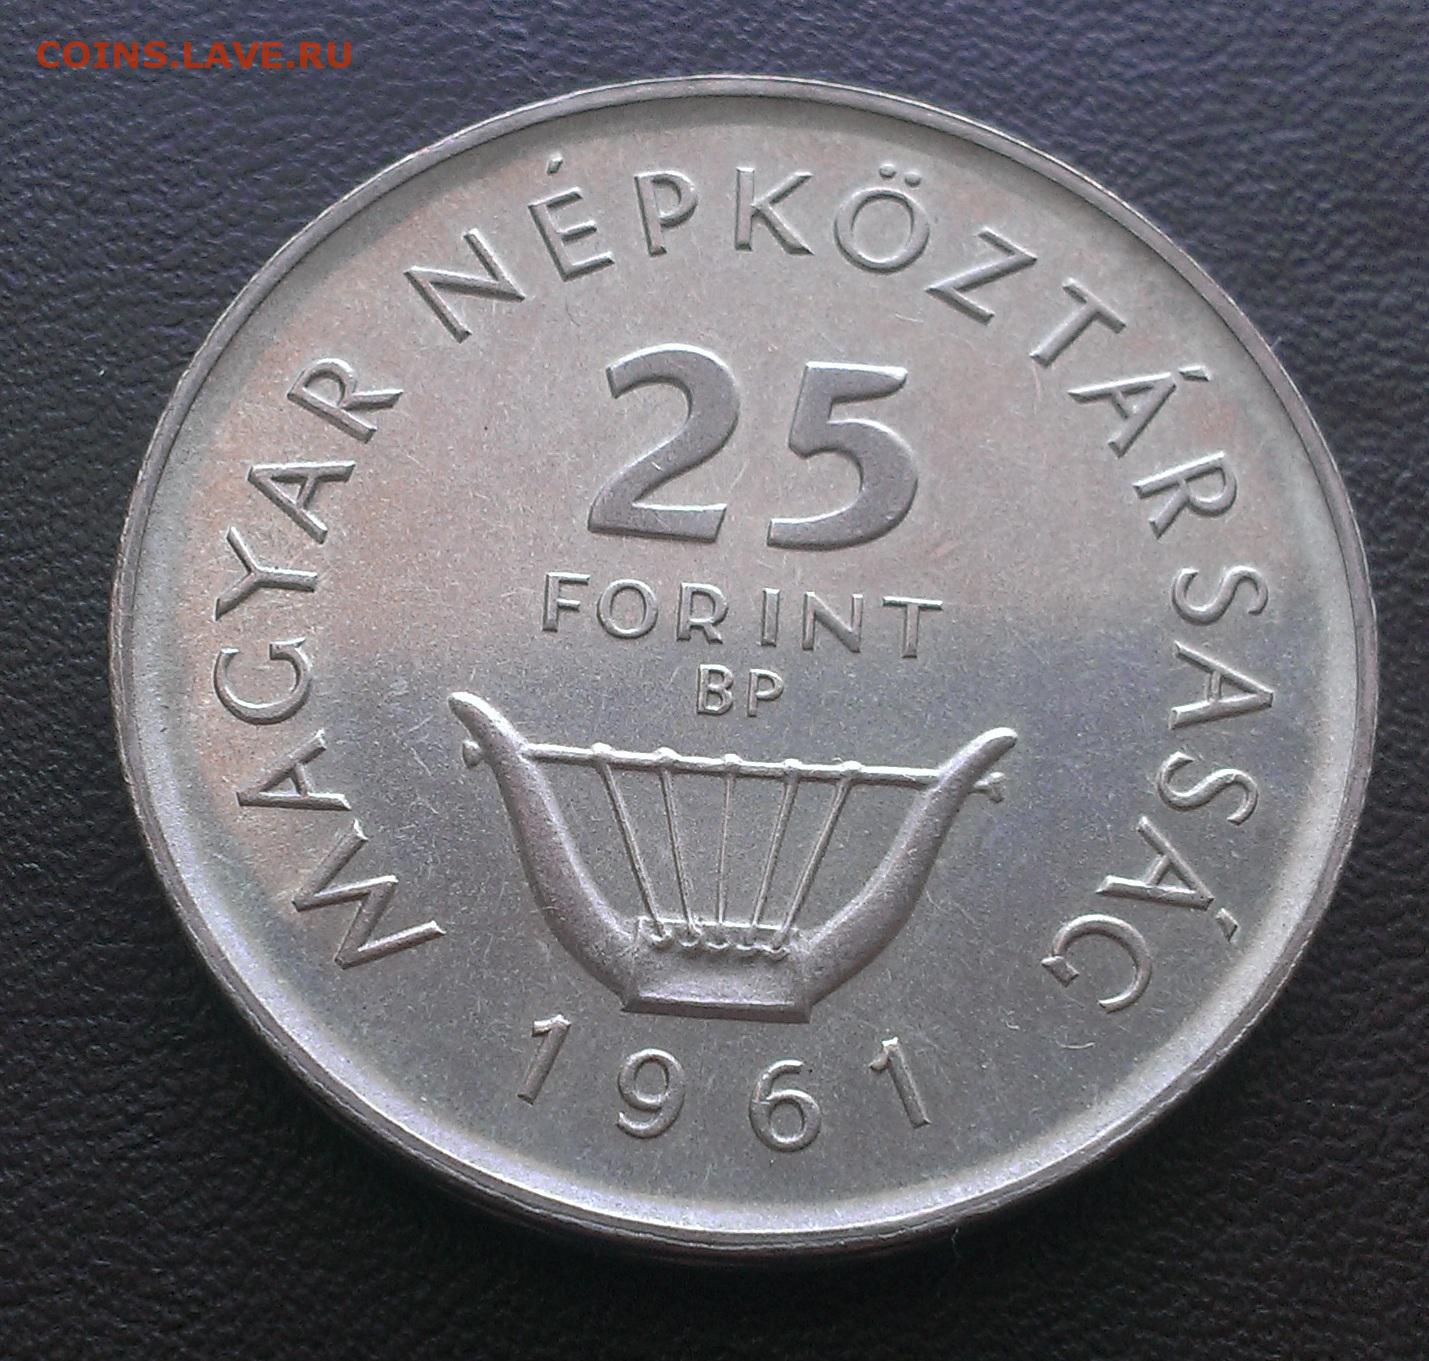 COINS.LAVE.RU
MAGYAR NÉPKÖZTÁRSASÁG
25
FORINT
BP
1961